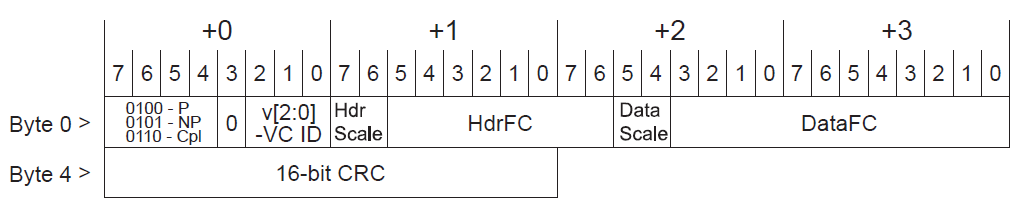 +0 +1 +2 +3
7 6 5 4 3 2 1 0 7 6 5 4 3 2 1 0 7 6 5 4 3 2 1 0 7 6 5 4 3 2 1 0
Byte 0 >
0100 - P
0101 - NP
0110 - Cpl
0
v[2:0]
-VC ID
Hdr
Scale
HdrFC
Data
Scale
DataFC
Byte 4 >
16-bit CRC